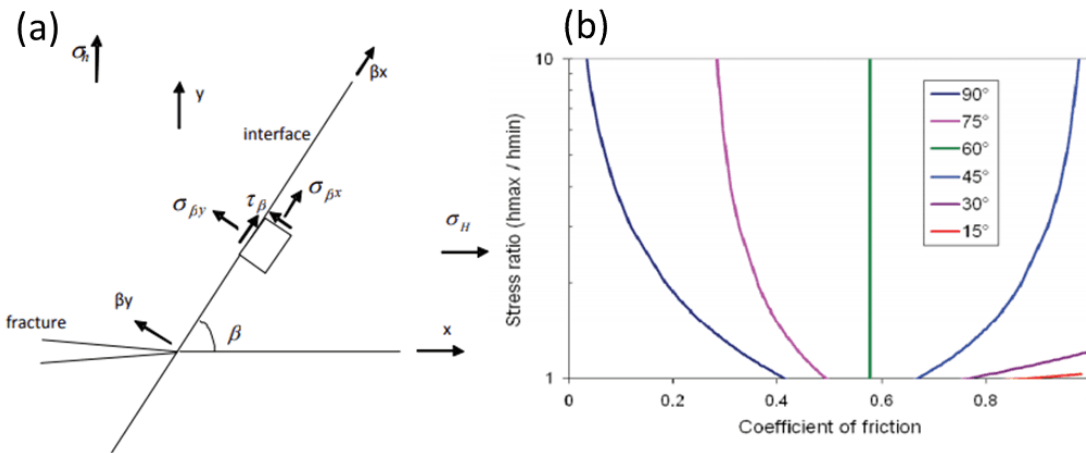 (a)
σh
y
βx
interface
σβy
τβ
σβx
σH
βy
fracture
β
x
(b)
10
1
Stress ratio (hmax / hmin)
90°
75°
60°
45°
30°
15°
0
0.2
0.4
0.6
0.8
Coefficient of friction